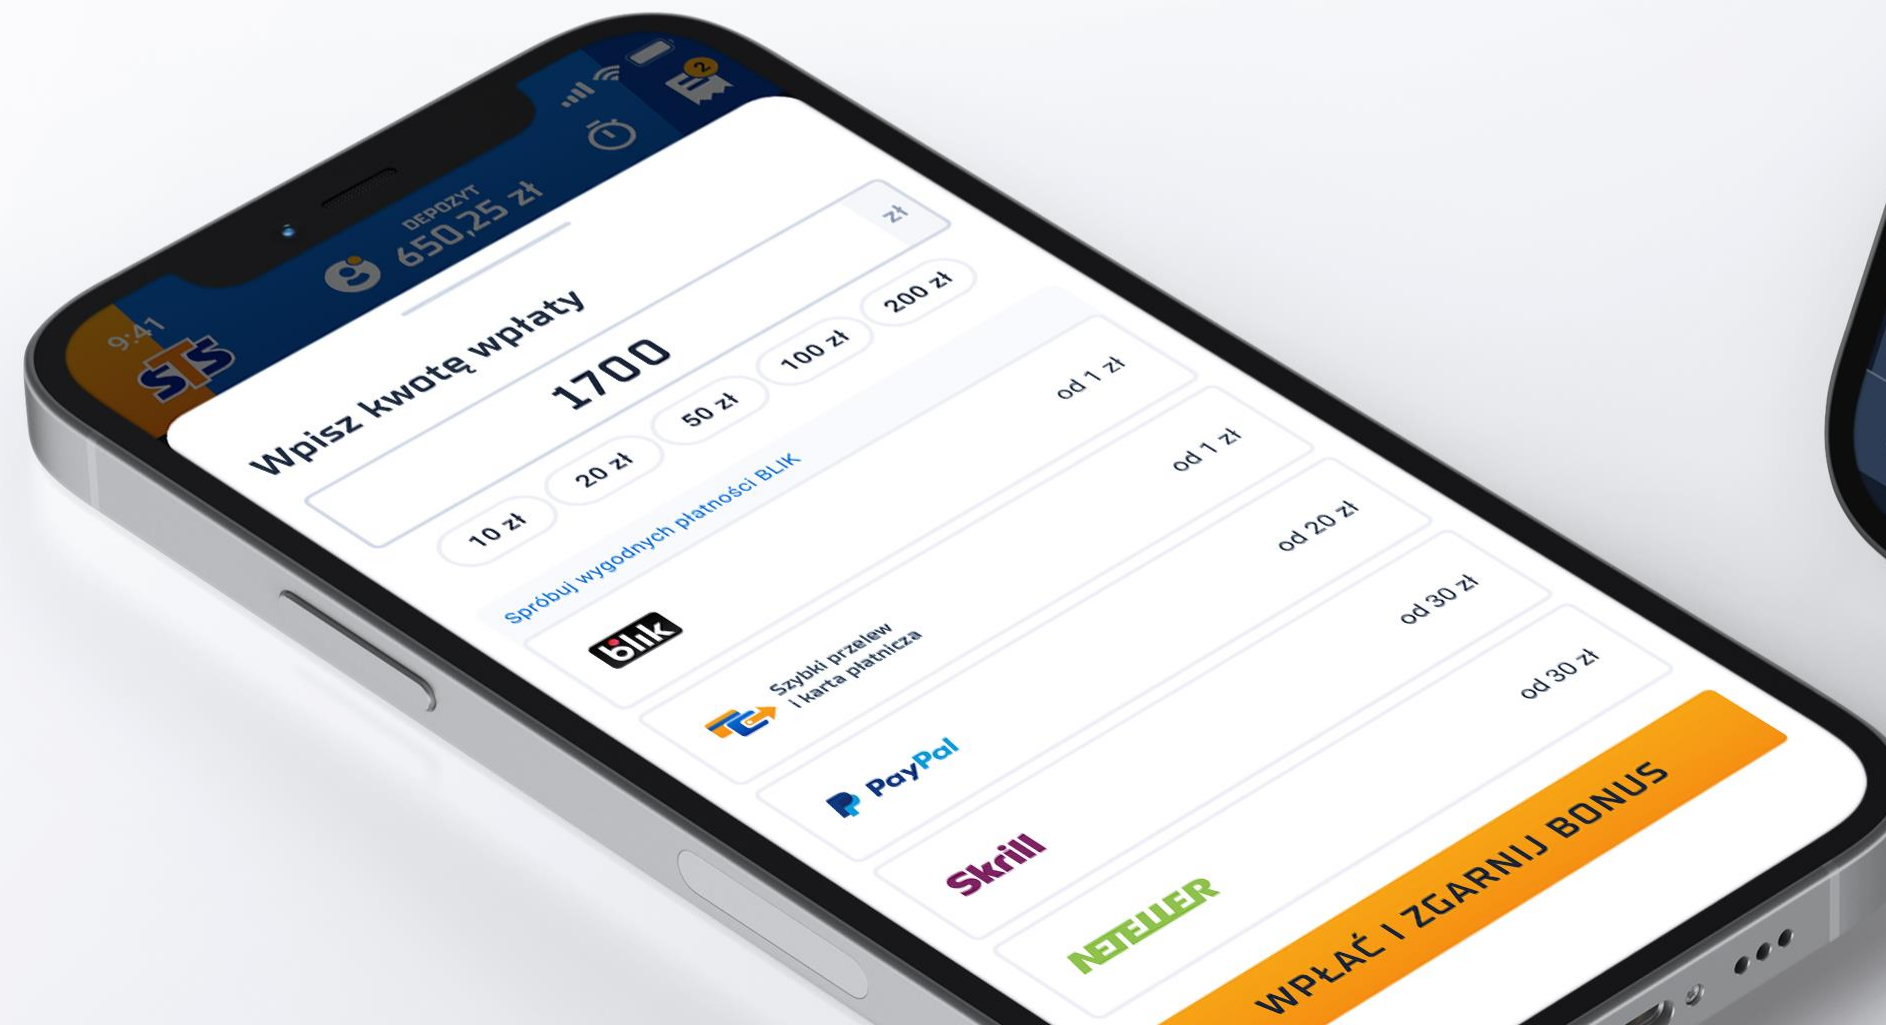 9:41
STS
DEPOZYT
650,25 zł
2
Wpisz kwotę wpłaty
1700
zł
10 zł
20 zł
50 zł
100 zł
200 zł
Spróbuj wygodnych płatności BLIK
blik
od 1 zł
Szybki przelew
i karta płatnicza
od 1 zł
PayPal
od 20 zł
Skrill
od 30 zł
NETELLER
od 30 zł
WPŁAĆ I ZGARNIJ BONUS